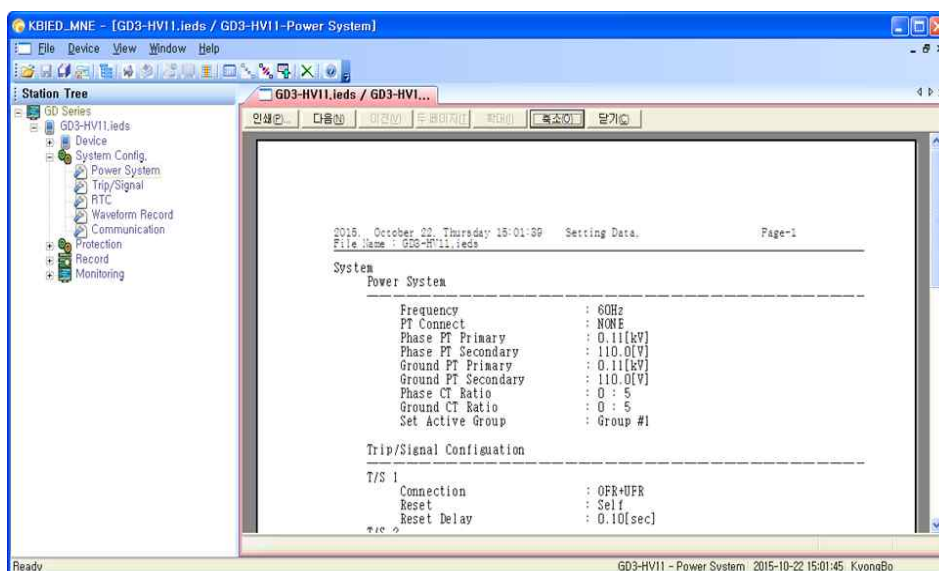 KBIED_MNE - [GD3-HV11.ieds / GD3-HV11-Power System]
File Device View Window Help
Station Tree
GD Series
GD3-HV11.ieds
Device
System Config.
Power System
Trip/Signal
RTC
Waveform Record
Communication
Protection
Record
Monitoring
GD3-HV11.ieds / GD3-HV1...
인쇄(P)... 다음(N) 이전(V) 두 페이지(T) 확대(I) 축소(O) 닫기(C)
2015. October 22. Thursday 15:01:39 Setting Data. Page-1
File Name : GD3-HV11.ieds
System
Power System
Frequency : 60Hz
PT Connect : NONE
Phase PT Primary : 0.11[kV]
Phase PT Secondary : 110.0[V]
Ground PT Primary : 0.11[kV]
Ground PT Secondary : 110.0[V]
Phase CT Ratio : 0 : 5
Ground CT Ratio : 0 : 5
Set Active Group : Group #1
Trip/Signal Configuation
T/S 1
Connection : OFR+UFR
Reset : Self
Reset Delay : 0.10[sec]
T/S 2
Ready GD3-HV11 - Power System 2015-10-22 15:01:45 KyongBo